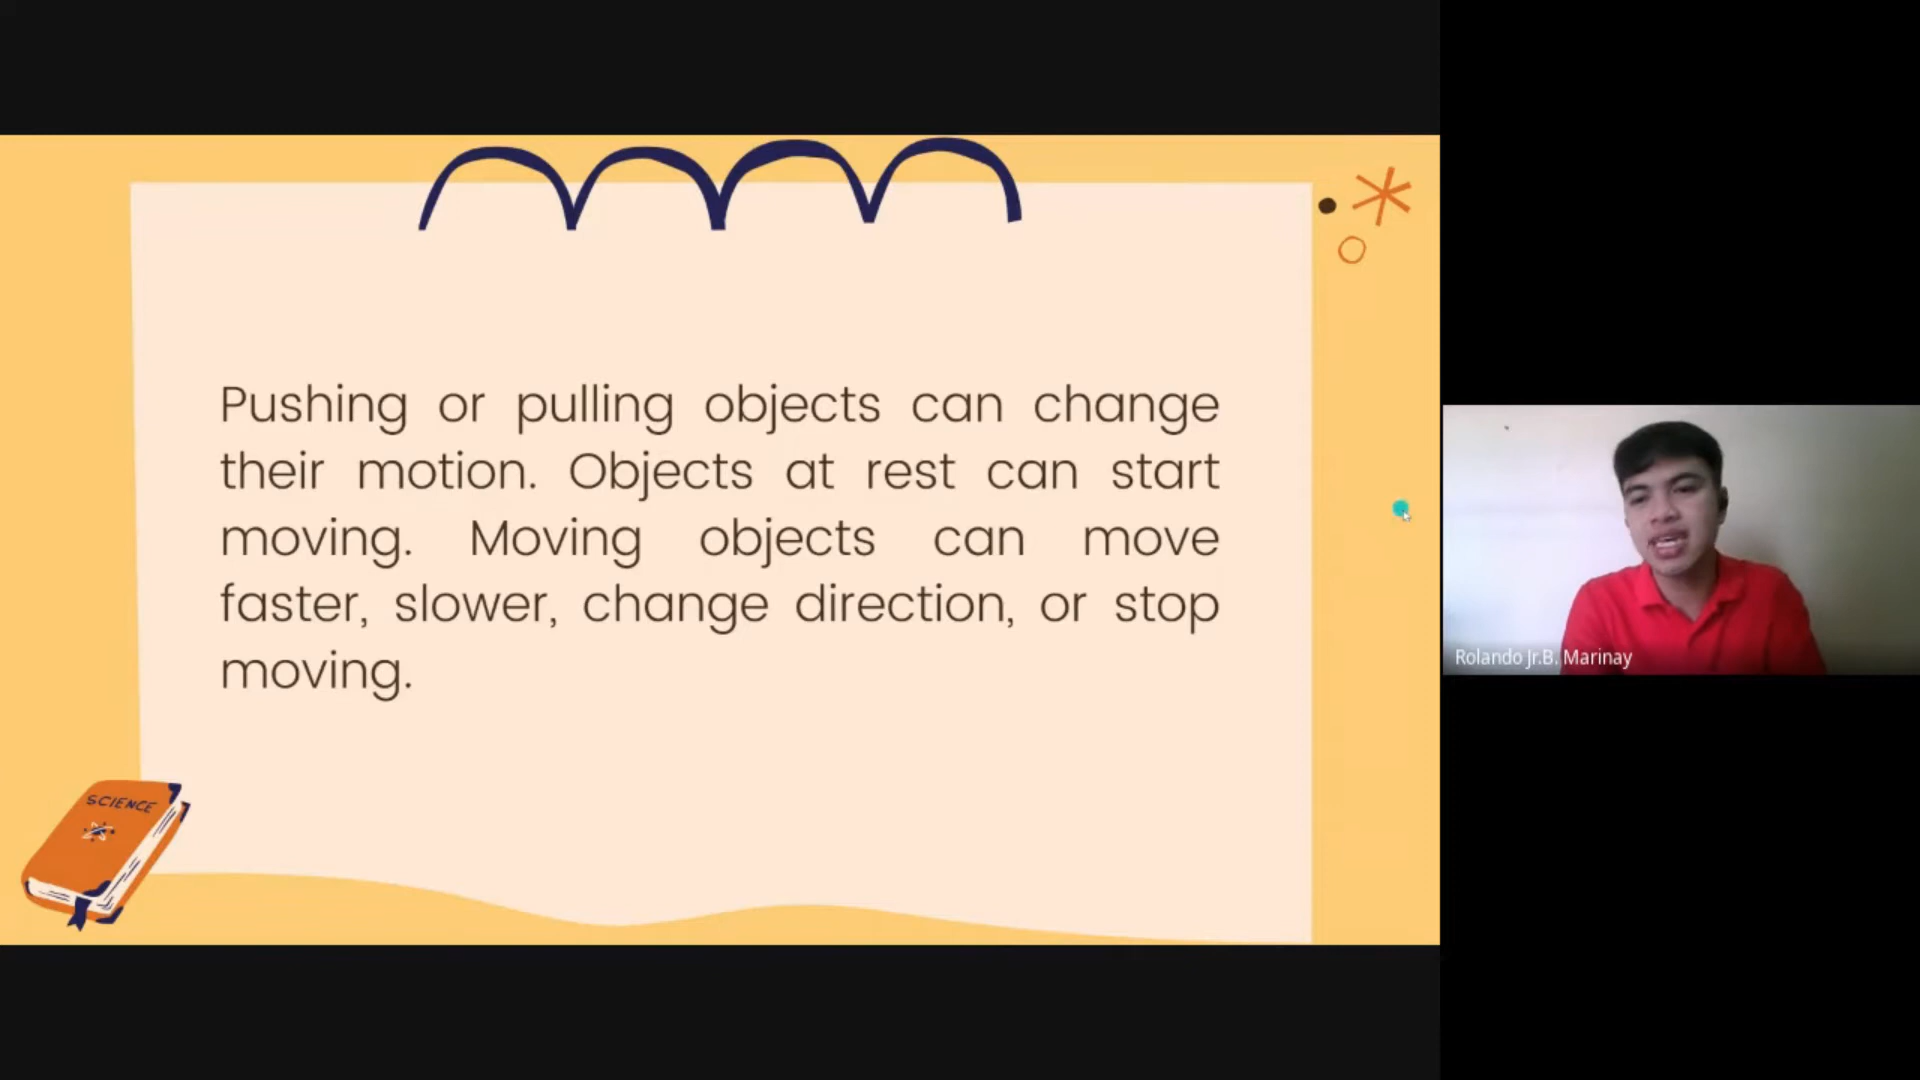 Pushing or pulling objects can change
their motion. Objects at rest can start
moving. Moving objects can move
faster, slower, change direction, or stop
moving.
SCIENCE
Rolando Jr.B. Marinay